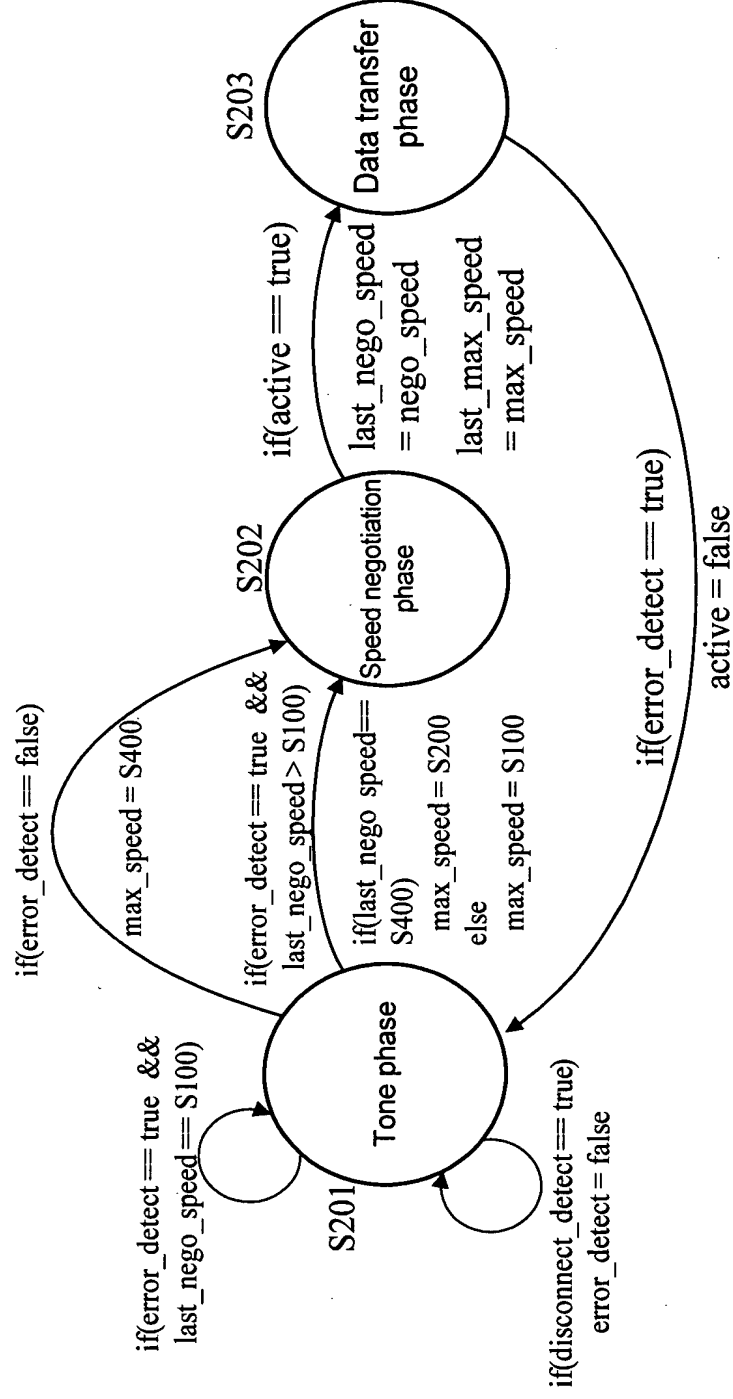 if(error_detect == false)
max_speed = S400
if(error_detect == true &&
last_nego_speed == S100)
S201
Tone phase
if(disconnect_detect == true)
error_detect = false
if(error_detect == true &&
last_nego_speed > S100)
if(last_nego speed ==
S400)
max_speed = S200
else
max_speed = S100
S202
Speed negotiation
phase
if(active == true)
last_nego_speed
= nego_speed
last_max_speed
= max_speed
S203
Data transfer
phase
if(error_detect == true)
active = false